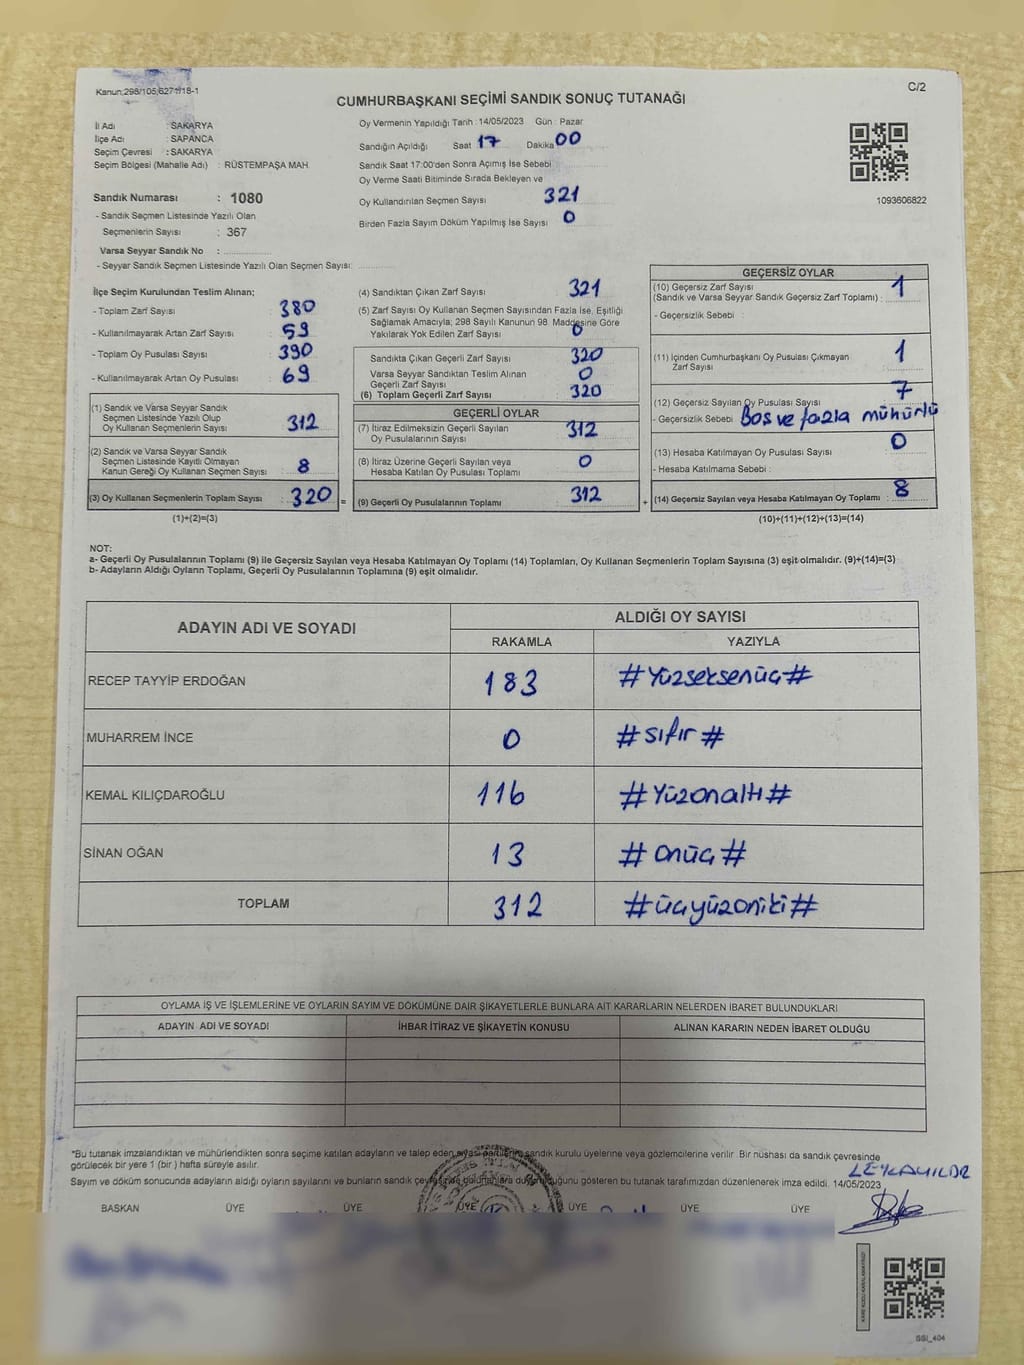 Kanun;298/105;6271/18-1
C/2
CUMHURBAŞKANI SEÇİMİ SANDIK SONUÇ TUTANAĞI
İl Adı : SAKARYA
İlçe Adı : SAPANCA
Seçim Çevresi : SAKARYA
Seçim Bölgesi (Mahalle Adı) : RÜSTEMPAŞA MAH.
Sandık Numarası : 1080
- Sandık Seçmen Listesinde Yazılı Olan
Seçmenlerin Sayısı : 367
Varsa Seyyar Sandık No :
- Seyyar Sandık Seçmen Listesinde Yazılı Olan Seçmen Sayısı:
Oy Vermenin Yapıldığı Tarih : 14/05/2023 Gün : Pazar
Sandığın Açıldığı Saat 17 Dakika 00
Sandık Saat 17:00'den Sonra Açımış İse Sebebi
Oy Verme Saati Bitiminde Sırada Bekleyen ve
Oy Kullandırılan Seçmen Sayısı 321
Birden Fazla Sayım Döküm Yapılmış İse Sayısı 0
1093606822
İlçe Seçim Kurulundan Teslim Alınan;
- Toplam Zarf Sayısı : 380
- Kullanılmayarak Artan Zarf Sayısı : 59
- Toplam Oy Pusulası Sayısı : 390
- Kullanılmayarak Artan Oy Pusulası : 69
(1) Sandık ve Varsa Seyyar Sandık
Seçmen Listesinde Yazılı Olup
Oy Kullanan Seçmenlerin Sayısı : 312
(2) Sandık ve Varsa Seyyar Sandık
Seçmen Listesinde Kayıtlı Olmayan
Kanun Gereği Oy Kullanan Seçmen Sayısı : 8
(3) Oy Kullanan Seçmenlerin Toplam Sayısı : 320 =
(1)+(2)=(3)
(4) Sandıktan Çıkan Zarf Sayısı : 321
(5) Zarf Sayısı Oy Kullanan Seçmen Sayısından Fazla İse, Eşitliği
Sağlamak Amacıyla; 298 Sayılı Kanunun 98. Maddesine Göre
Yakılarak Yok Edilen Zarf Sayısı : 0
Sandıkta Çıkan Geçerli Zarf Sayısı : 320
Varsa Seyyar Sandıktan Teslim Alınan
Geçerli Zarf Sayısı : 0
(6) Toplam Geçerli Zarf Sayısı : 320
GEÇERLİ OYLAR
(7) İtiraz Edilmeksizin Geçerli Sayılan
Oy Pusulalarının Sayısı : 312
(8) İtiraz Üzerine Geçerli Sayılan veya
Hesaba Katılan Oy Pusulası Toplamı : 0
(9) Geçerli Oy Pusulalarının Toplamı : 312 +
GEÇERSİZ OYLAR
(10) Geçersiz Zarf Sayısı
(Sandık ve Varsa Seyyar Sandık Geçersiz Zarf Toplamı) : 1
- Geçersizlik Sebebi :
(11) İçinden Cumhurbaşkanı Oy Pusulası Çıkmayan
Zarf Sayısı : 1
(12) Geçersiz Sayılan Oy Pusulası Sayısı : 7
- Geçersizlik Sebebi : Boş ve fazla mühürlü
(13) Hesaba Katılmayan Oy Pusulası Sayısı : 0
- Hesaba Katılmama Sebebi :
(14) Geçersiz Sayılan veya Hesaba Katılmayan Oy Toplamı : 8
(10)+(11)+(12)+(13)=(14)
NOT:
a- Geçerli Oy Pusulalarının Toplamı (9) ile Geçersiz Sayılan veya Hesaba Katılmayan Oy Toplamı (14) Toplamları, Oy Kullanan Seçmenlerin Toplam Sayısına (3) eşit olmalıdır. (9)+(14)=(3)
b- Adayların Aldığı Oyların Toplamı, Geçerli Oy Pusulalarının Toplamına (9) eşit olmalıdır.
ADAYIN ADI VE SOYADI
ALDIĞI OY SAYISI
RAKAMLA YAZIYLA
RECEP TAYYİP ERDOĞAN 183 #Yüzseksenüç#
MUHARREM İNCE 0 #sıfır#
KEMAL KILIÇDAROĞLU 116 #Yüzonaltı#
SİNAN OĞAN 13 #onüç#
TOPLAM 312 #üçyüzoniki#
OYLAMA İŞ VE İŞLEMLERİNE VE OYLARIN SAYIM VE DÖKÜMÜNE DAİR ŞİKAYETLERLE BUNLARA AİT KARARLARIN NELERDEN İBARET BULUNDUKLARI
ADAYIN ADI VE SOYADI İHBAR İTİRAZ VE ŞİKAYETİN KONUSU ALINAN KARARIN NEDEN İBARET OLDUĞU
*Bu tutanak imzalandıktan ve mühürlendikten sonra seçime katılan adayların ve talep eden siyasi partilerin sandık kurulu üyelerine veya gözlemcilerine verilir. Bir nüshası da sandık çevresinde
görülecek bir yere 1 (bir) hafta süreyle asılır.
LEYLA YILDIZ
Sayım ve döküm sonucunda adayların aldığı oyların sayılarını ve bunların sandık çevresinde bulunanlara duyurulduğunu gösteren bu tutanak tarafımızdan düzenlenerek imza edildi. 14/05/2023
BAŞKAN ÜYE ÜYE ÜYE ÜYE ÜYE ÜYE
SSİ_404